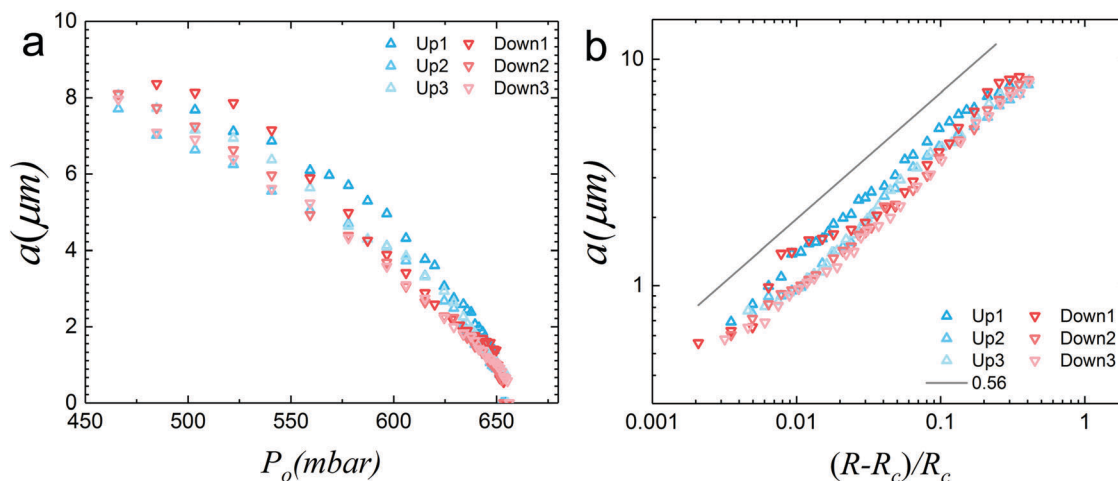 a
10
8
6
4
2
0
a(μm)
450 500 550 600 650
P_o(mbar)
Up1 Down1
Up2 Down2
Up3 Down3
b
10
1
a(μm)
0.001 0.01 0.1 1
(R-R_c)/R_c
Up1 Down1
Up2 Down2
Up3 Down3
0.56